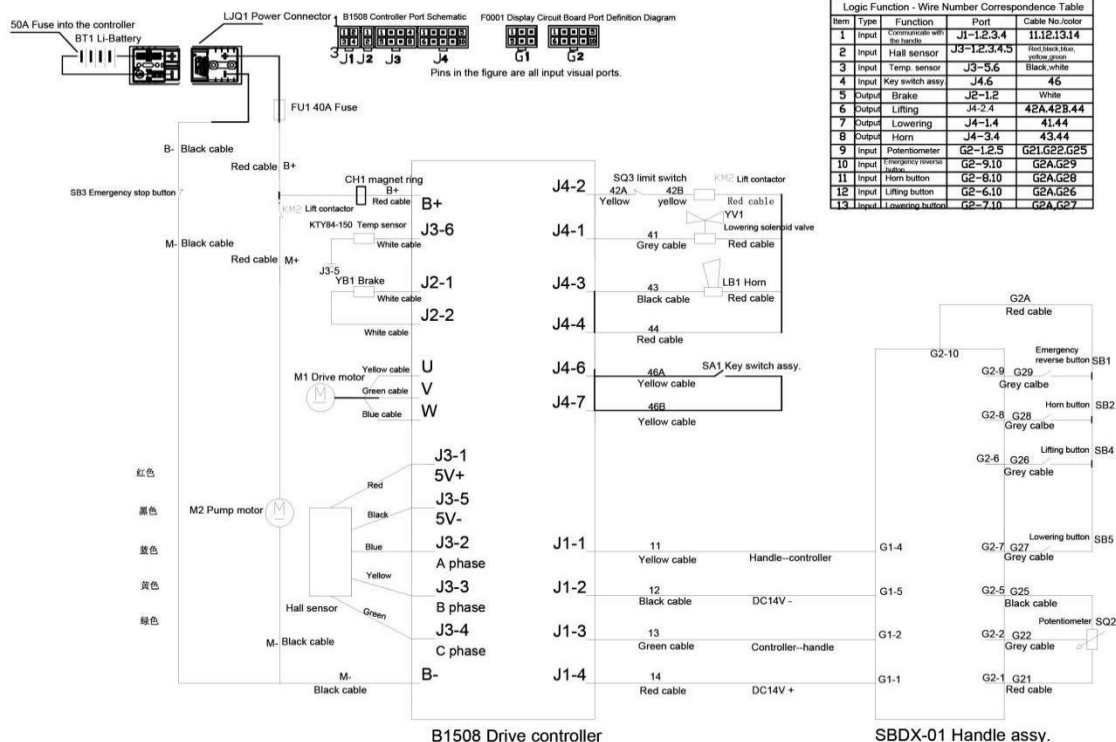 50A Fuse into the controller
BT1 Li-Battery
LJQ1 Power Connector
B1508 Controller Port Schematic
F0001 Display Circuit Board Port Definition Diagram
J1 J2 J3 J4
G1 G2
Pins in the figure are all input visual ports.
Logic Function - Wire Number Correspondence Table
Item Type Function Port Cable No./color
1 Input Communicate with the handle J1-1.2.3.4 11.12.13.14
2 Input Hall sensor J3-1.2.3.4.5 Red,black,blue, yellow,green
3 Input Temp. sensor J3-5.6 Black,white
4 Input Key switch assy. J4.6 46
5 Output Brake J2-1.2 White
6 Output Lifting J4-2.4 42A.42B.44
7 Output Lowering J4-1.4 41.44
8 Output Horn J4-3.4 43.44
9 Input Potentiometer G2-1.2.5 G21.G22.G25
10 Input Emergency reverse button G2-9.10 G2A.G29
11 Input Horn button G2-8.10 G2A.G28
12 Input Lifting button G2-6.10 G2A.G26
13 Input Lowering button G2-7.10 G2A.G27
FU1 40A Fuse
B- Black cable
Red cable B+
SB3 Emergency stop button
KM2 Lift contactor
M- Black cable
Red cable M+
CH1 magnet ring
B+
Red cable
B+
KTY84-150 Temp sensor
White cable
J3-6
J3-5
YB1 Brake
White cable
J2-1
White cable
J2-2
M1 Drive motor
M
Yellow cable
U
Green cable
V
Blue cable
W
J4-2
SQ3 limit switch
42A
Yellow
42B
yellow
KM2 Lift contactor
Red cable
YV1
Lowering solenoid valve
J4-1
41
Grey cable
Red cable
J4-3
43
Black cable
LB1 Horn
Red cable
J4-4
44
Red cable
J4-6
46A
Yellow cable
SA1 Key switch assy.
J4-7
46B
Yellow cable
红色
黑色
蓝色
黄色
绿色
M2 Pump motor
M
Hall sensor
Red
J3-1
5V+
Black
J3-5
5V-
Blue
J3-2
A phase
Yellow
J3-3
B phase
Green
J3-4
C phase
M- Black cable
M-
Black cable
B-
J1-1
11
Yellow cable
Handle--controller
G1-4
J1-2
12
Black cable
DC14V -
G1-5
J1-3
13
Green cable
Controller--handle
G1-2
J1-4
14
Red cable
DC14V +
G1-1
G2A
Red cable
G2-10
Emergency reverse button SB1
G2-9 G29
Grey calbe
Horn button SB2
G2-8 G28
Grey calbe
Lifting button SB4
G2-6 G26
Grey cable
Lowering button SB5
G2-7 G27
Grey cable
G2-5 G25
Black cable
Potentiometer SQ2
G2-2 G22
Grey cable
G2-1 G21
Red cable
B1508 Drive controller
SBDX-01 Handle assy.